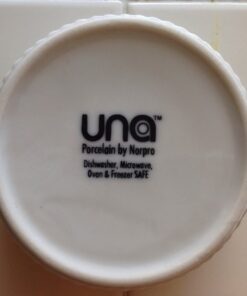 una™
Porcelain by Norpro
Dishwasher, Microwave,
Oven & Freezer SAFE